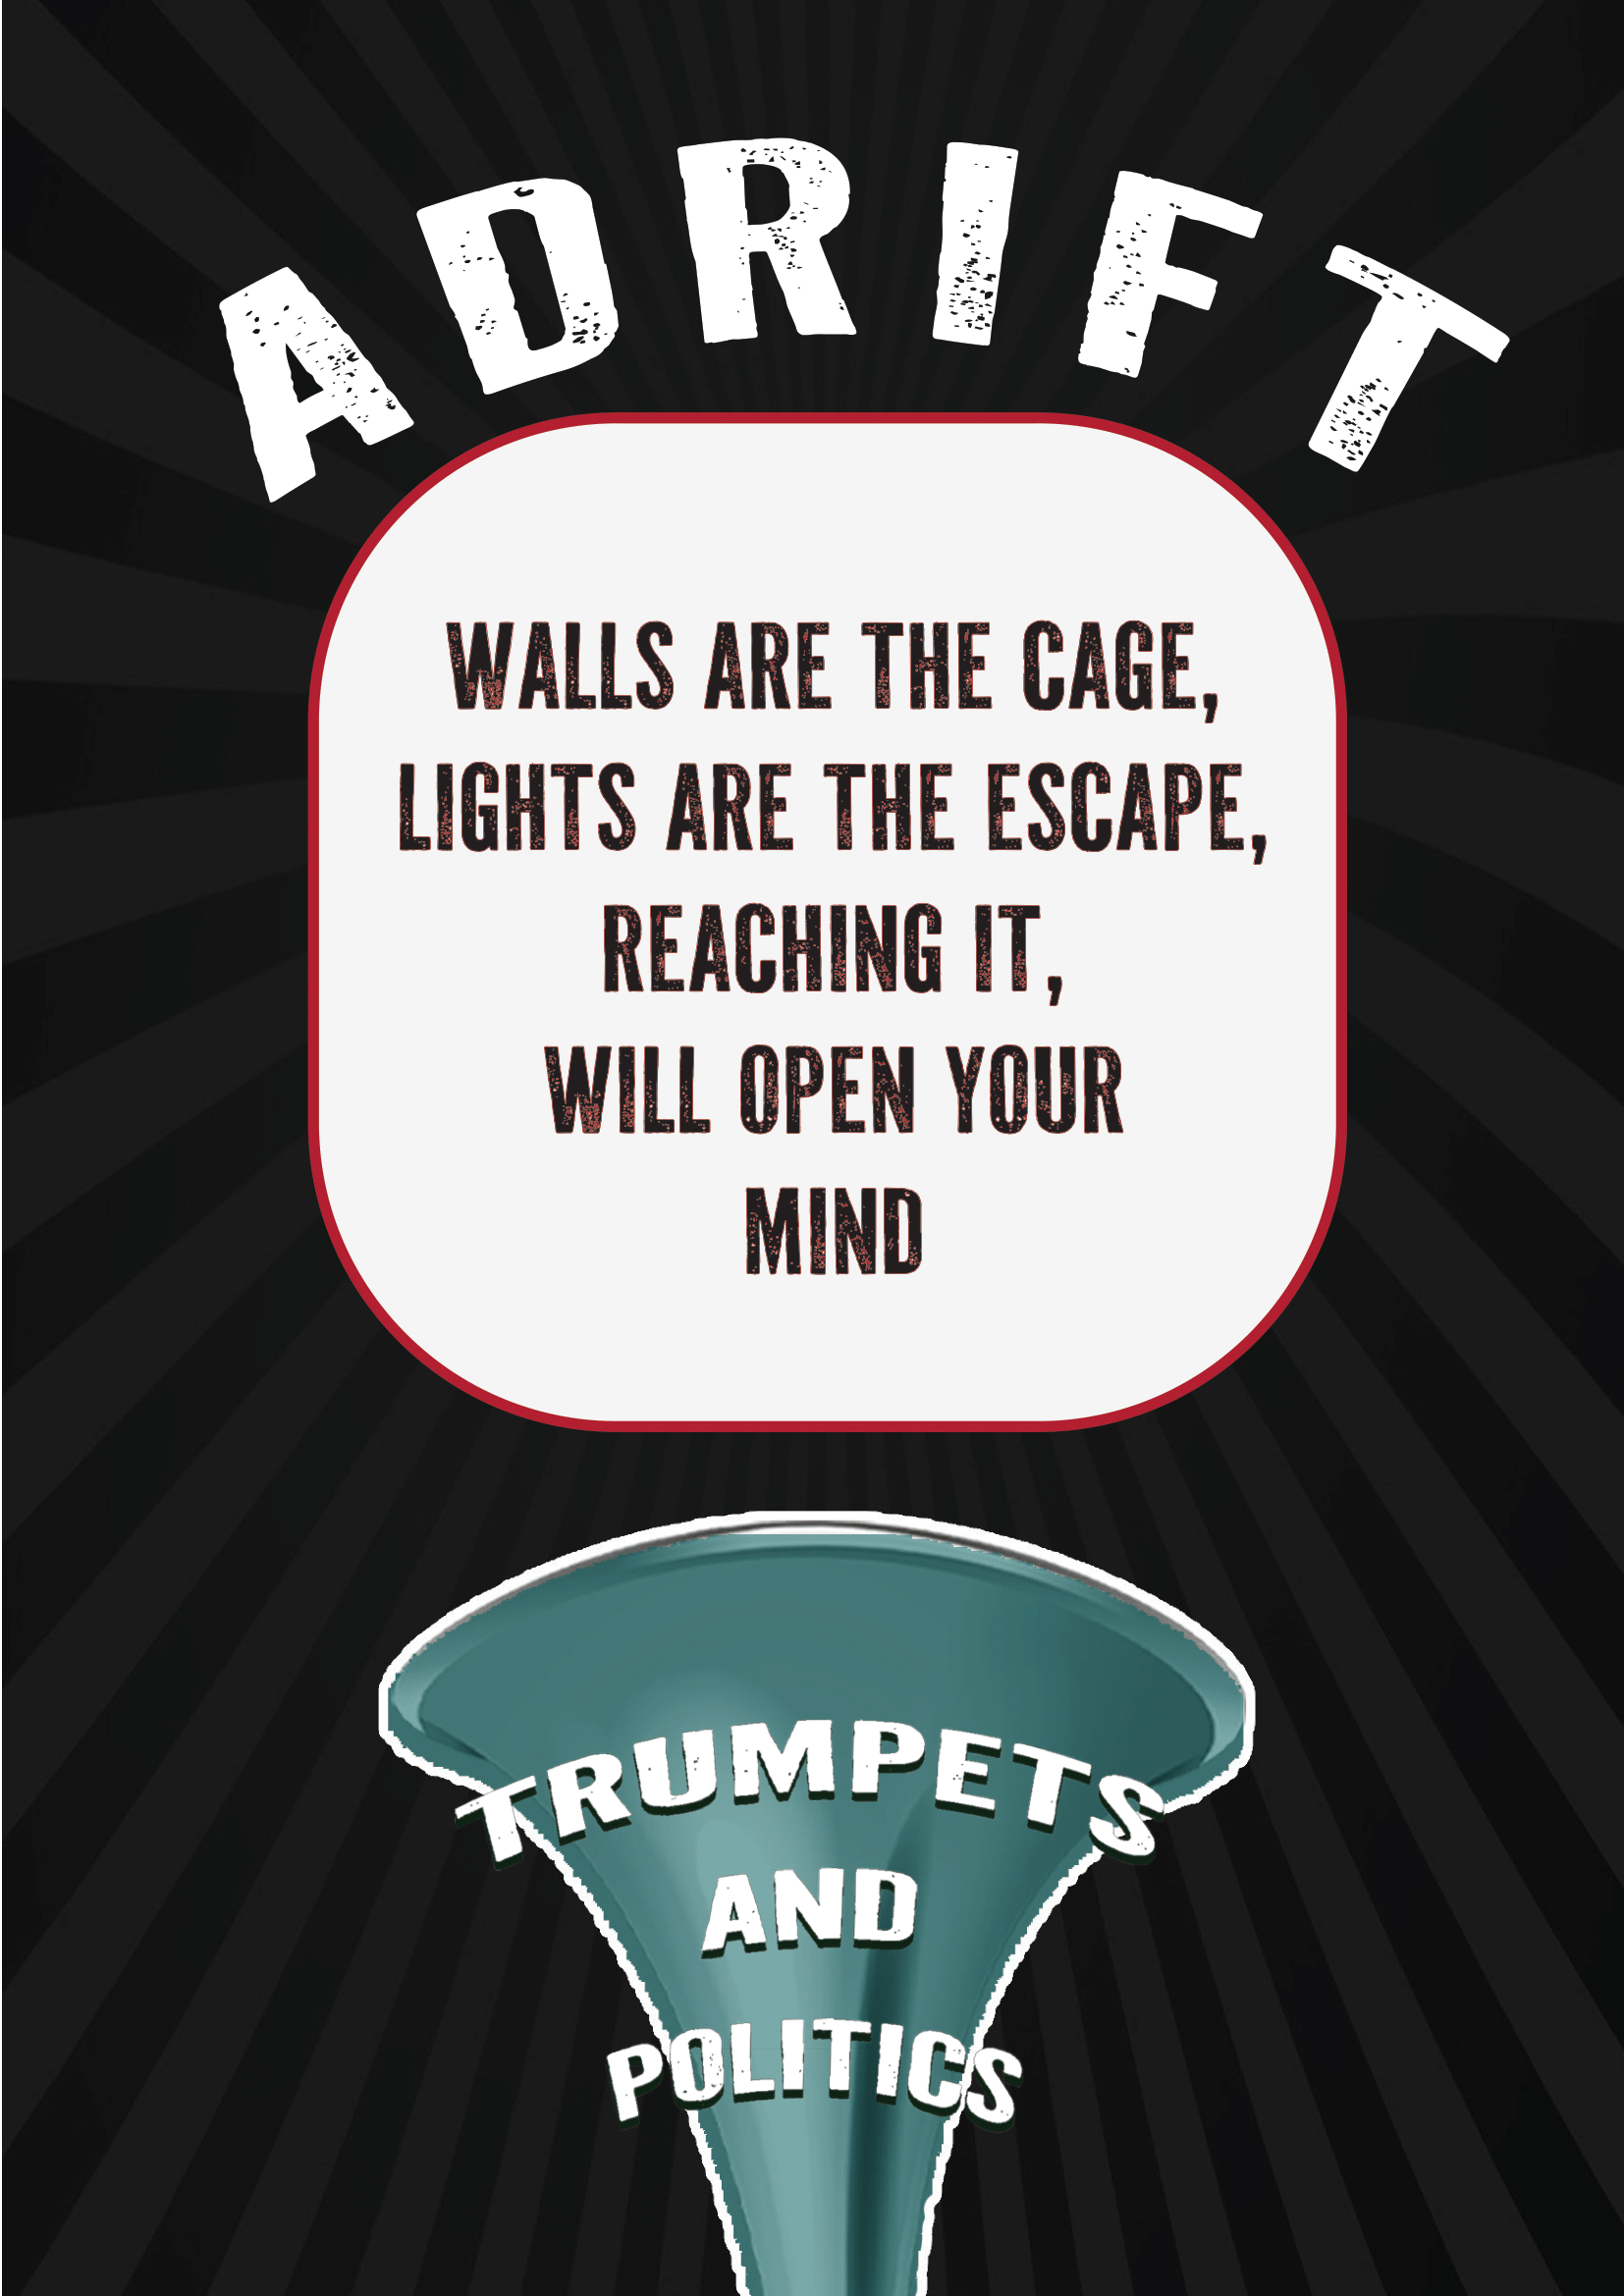 ADRIFT
WALLS ARE THE CAGE,
LIGHTS ARE THE ESCAPE,
REACHING IT,
WILL OPEN YOUR
MIND
TRUMPETS
AND
POLITICS